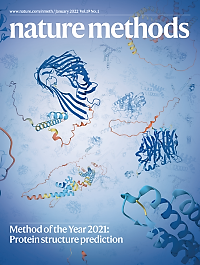 www.nature.com/nmeth / January 2022 Vol. 19 No. 1
nature methods
Method of the Year 2021:
Protein structure prediction